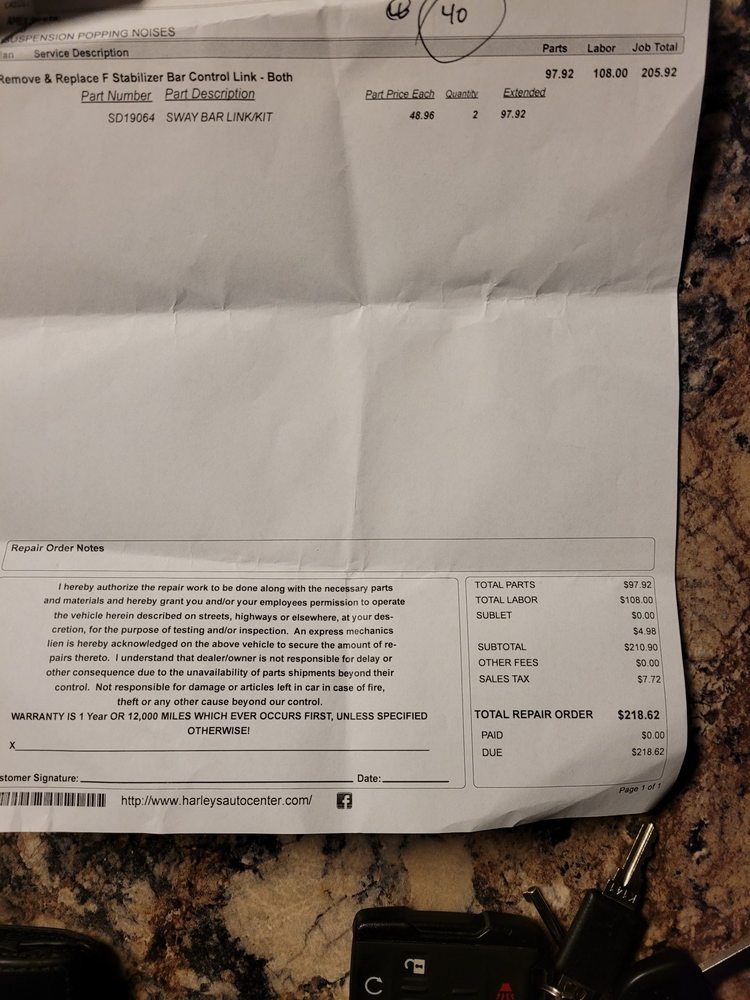 40
SUSPENSION POPPING NOISES
Service Description Parts Labor Job Total
Remove & Replace F Stabilizer Bar Control Link - Both 97.92 108.00 205.92
Part Number Part Description Part Price Each Quantity Extended
SD19064 SWAY BAR LINK/KIT 48.96 2 97.92
Repair Order Notes
I hereby authorize the repair work to be done along with the necessary parts
and materials and hereby grant you and/or your employees permission to operate
the vehicle herein described on streets, highways or elsewhere, at your des-
cretion, for the purpose of testing and/or inspection. An express mechanics
lien is hereby acknowledged on the above vehicle to secure the amount of re-
pairs thereto. I understand that dealer/owner is not responsible for delay or
other consequence due to the unavailability of parts shipments beyond their
control. Not responsible for damage or articles left in car in case of fire,
theft or any other cause beyond our control.
WARRANTY IS 1 Year OR 12,000 MILES WHICH EVER OCCURS FIRST, UNLESS SPECIFIED
OTHERWISE!
X
stomer Signature: Date:
http://www.harleysautocenter.com/ f
TOTAL PARTS $97.92
TOTAL LABOR $108.00
SUBLET $0.00
$4.98
SUBTOTAL $210.90
OTHER FEES $0.00
SALES TAX $7.72
TOTAL REPAIR ORDER $218.62
PAID $0.00
DUE $218.62
Page 1 of 1
K141